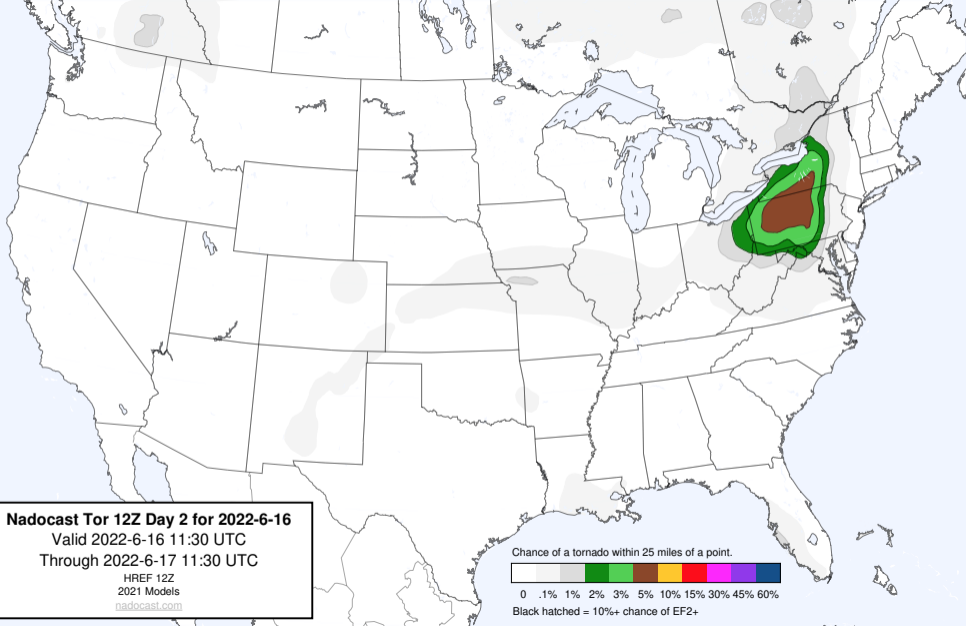 Nadocast Tor 12Z Day 2 for 2022-6-16
Valid 2022-6-16 11:30 UTC
Through 2022-6-17 11:30 UTC
HREF 12Z
2021 Models
nadocast.com
Chance of a tornado within 25 miles of a point.
0 .1% 1% 2% 3% 5% 10% 15% 30% 45% 60%
Black hatched = 10%+ chance of EF2+